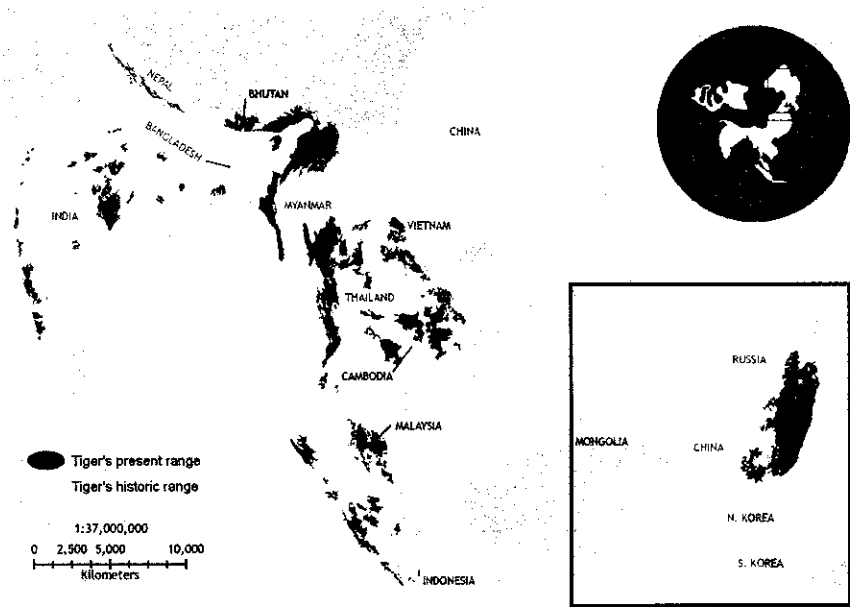 NEPAL
BHUTAN
BANGLADESH
CHINA
INDIA
MYANMAR
VIETNAM
THAILAND
CAMBODIA
MALAYSIA
INDONESIA
Tiger's present range
Tiger's historic range
1:37,000,000
0 2,500 5,000 10,000
Kilometers
RUSSIA
MONGOLIA
CHINA
N. KOREA
S. KOREA